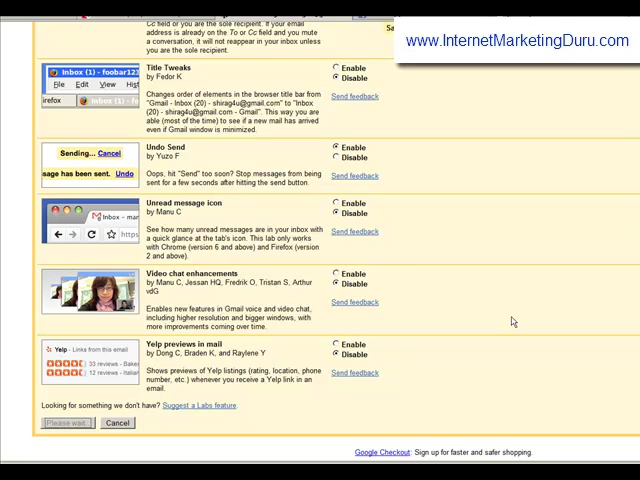 Cc field or you are the sole recipient. If your email
address is already on the To or Cc field and you mute
a conversation, it will not reappear in your inbox unless
you are the sole recipient.
Sa
www.InternetMarketingDuru.com
Inbox (1) - foobar123
File Edit View His
irefox
Inbox (1) - foo
Title Tweaks
by Fedor K
Changes order of elements in the browser title bar from
"Gmail - Inbox (20) - shirag4u@gmail.com" to "Inbox
(20) - shirag4u@gmail.com - Gmail". This way you are
able (most of the time) to see if a new mail has arrived
even if Gmail window is minimized.
Enable
Disable
Send feedback
Sending... Cancel
ssage has been sent. Undo
Undo Send
by Yuzo F
Oops, hit "Send" too soon? Stop messages from being
sent for a few seconds after hitting the send button.
Enable
Disable
Send feedback
Inbox – man
https
Unread message icon
by Manu C
See how many unread messages are in your inbox with
a quick glance at the tab's icon. This lab only works
with Chrome (version 6 and above) and Firefox (version
2 and above).
Enable
Disable
Send feedback
Video chat enhancements
by Manu C, Jessan HQ, Fredrik O, Tristan S, Arthur
vdG
Enables new features in Gmail voice and video chat,
including higher resolution and bigger windows, with
more improvements coming over time.
Enable
Disable
Send feedback
Yelp - Links from this email
33 reviews - Baker
12 reviews - Italia
Yelp previews in mail
by Dong C, Braden K, and Raylene Y
Shows previews of Yelp listings (rating, location, phone
number, etc.) whenever you receive a Yelp link in an
email.
Enable
Disable
Send feedback
Looking for something we don't have? Suggest a Labs feature.
Please wait...
Cancel
Google Checkout: Sign up for faster and safer shopping.